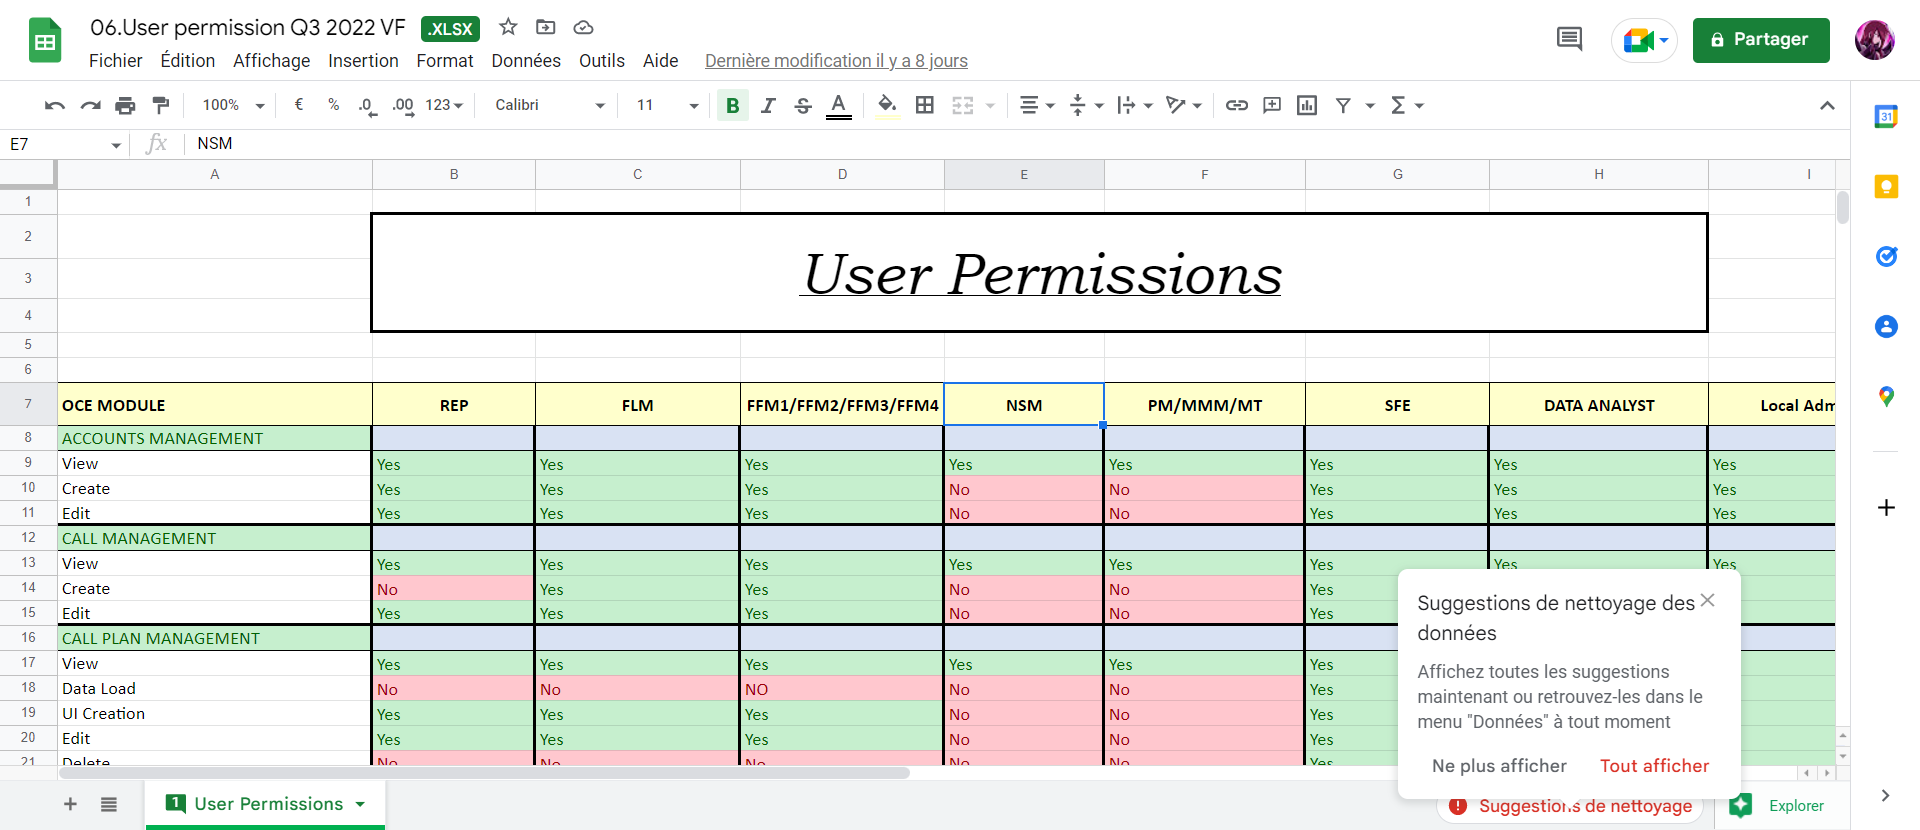 06.User permission Q3 2022 VF .XLSX
Fichier Édition Affichage Insertion Format Données Outils Aide Dernière modification il y a 8 jours
Partager
100% € % .0 .00 123 Calibri 11 B I S A Σ
E7 fx NSM
A B C D E F G H I
1
2
3
4
User Permissions
5
6
7 OCE MODULE REP FLM FFM1/FFM2/FFM3/FFM4 NSM PM/MMM/MT SFE DATA ANALYST Local Adm
8 ACCOUNTS MANAGEMENT
9 View Yes Yes Yes Yes Yes Yes Yes Yes
10 Create Yes Yes Yes No No Yes Yes Yes
11 Edit Yes Yes Yes No No Yes Yes Yes
12 CALL MANAGEMENT
13 View Yes Yes Yes Yes Yes Yes Yes Yes
14 Create No Yes Yes No No Yes
15 Edit Yes Yes Yes No No Yes
16 CALL PLAN MANAGEMENT
17 View Yes Yes Yes Yes Yes Yes
18 Data Load No No NO No No Yes
19 UI Creation Yes Yes Yes No No Yes
20 Edit Yes Yes Yes No No Yes
21 Delete No No No No No Yes
Suggestions de nettoyage des
données
Affichez toutes les suggestions
maintenant ou retrouvez-les dans le
menu "Données" à tout moment
Ne plus afficher Tout afficher
1 User Permissions
Suggestions de nettoyage
Explorer
31